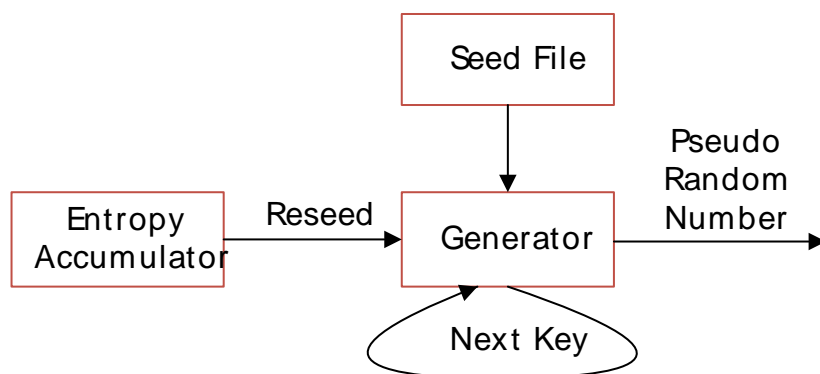 Seed File
Pseudo
Random
Number
Entropy
Accumulator
Reseed
Generator
Next Key